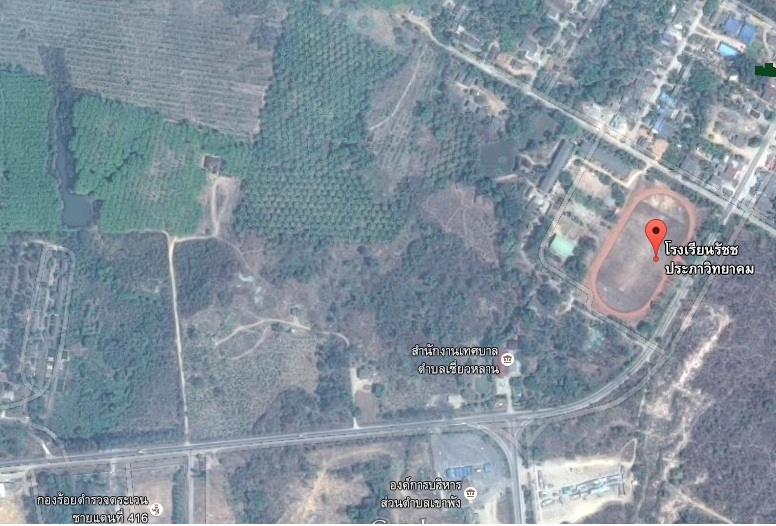 โรงเรียนรัชช
ประภาวิทยาคม
สำนักงานเทศบาล
ตำบลเชี่ยวหลาน
องค์การบริหาร
ส่วนตำบลเขาพัง
กองร้อยตำรวจตระเวน
ชายแดนที่ 416